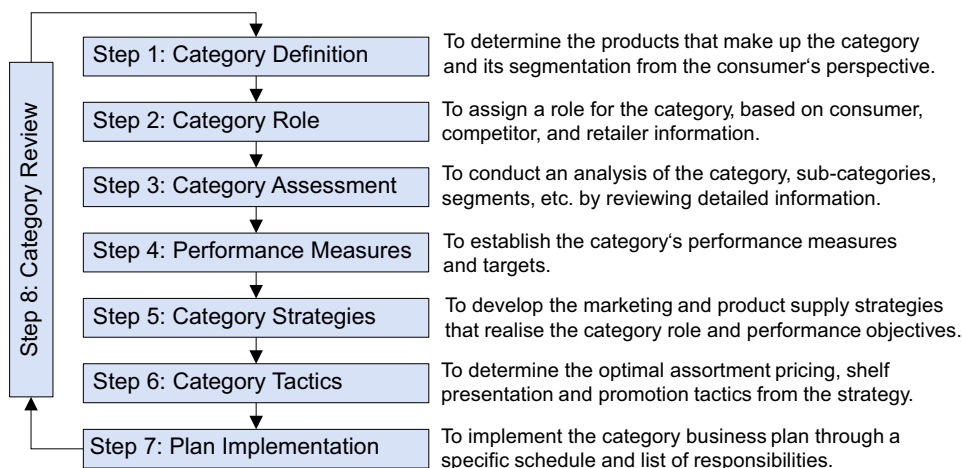 Step 1: Category Definition
To determine the products that make up the category
and its segmentation from the consumer‘s perspective.
Step 2: Category Role
To assign a role for the category, based on consumer,
competitor, and retailer information.
Step 3: Category Assessment
To conduct an analysis of the category, sub-categories,
segments, etc. by reviewing detailed information.
Step 4: Performance Measures
To establish the category‘s performance measures
and targets.
Step 5: Category Strategies
To develop the marketing and product supply strategies
that realise the category role and performance objectives.
Step 6: Category Tactics
To determine the optimal assortment pricing, shelf
presentation and promotion tactics from the strategy.
Step 7: Plan Implementation
To implement the category business plan through a
specific schedule and list of responsibilities.
Step 8: Category Review